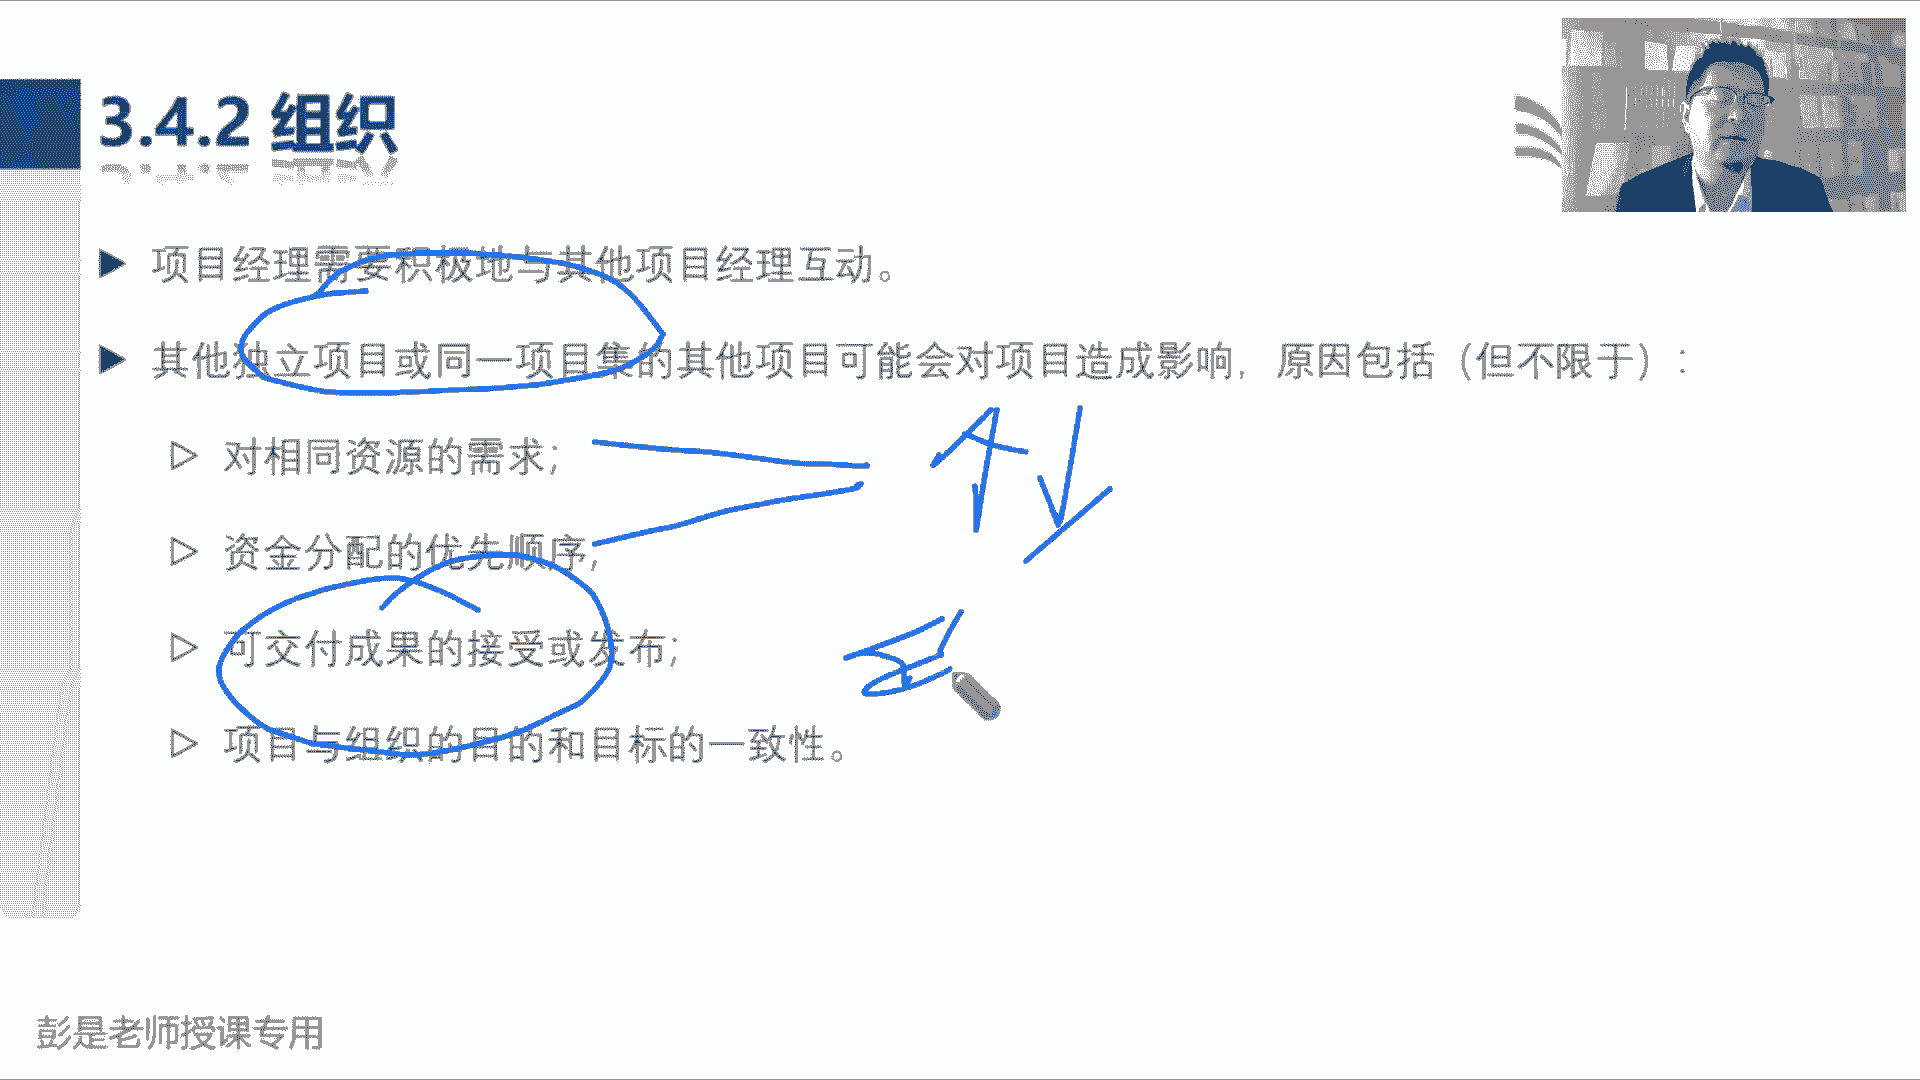 3.4.2 组织
项目经理需要积极地与其他项目经理互动。
其他独立项目或同一项目集的其他项目可能会对项目造成影响，原因包括（但不限于）：
对相同资源的需求；
资金分配的优先顺序；
可交付成果的接受或发布；
项目与组织的目的和目标的一致性。
彭是老师授课专用